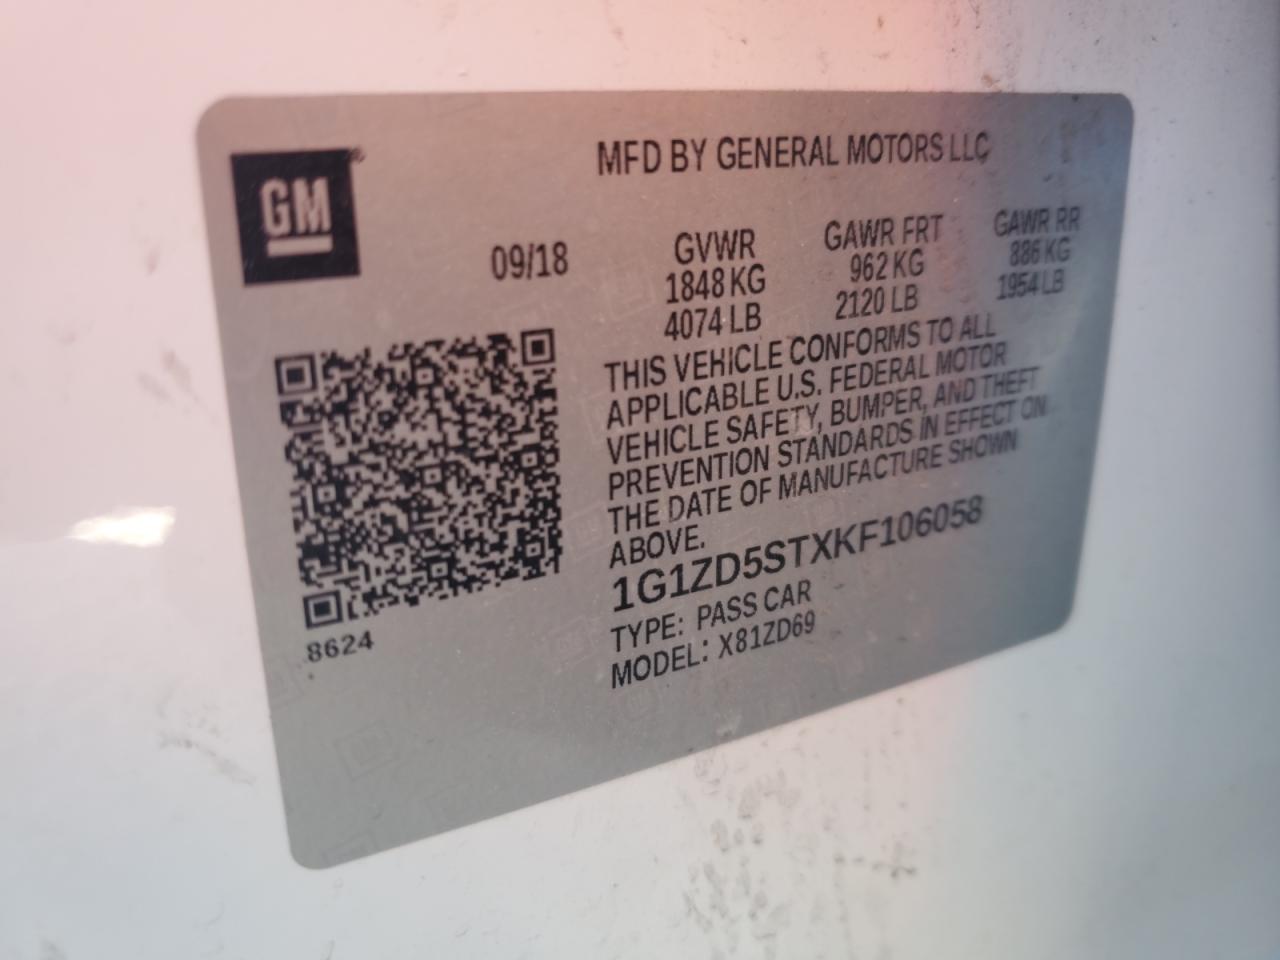 GM
MFD BY GENERAL MOTORS LLC
09/18
GVWR
1848 KG
4074 LB
GAWR FRT
962 KG
2120 LB
GAWR RR
886 KG
1954 LB
THIS VEHICLE CONFORMS TO ALL
APPLICABLE U.S. FEDERAL MOTOR
VEHICLE SAFETY, BUMPER, AND THEFT
PREVENTION STANDARDS IN EFFECT ON
THE DATE OF MANUFACTURE SHOWN
ABOVE.
1G1ZD5STXKF106058
TYPE: PASS CAR
MODEL: X81ZD69
8624